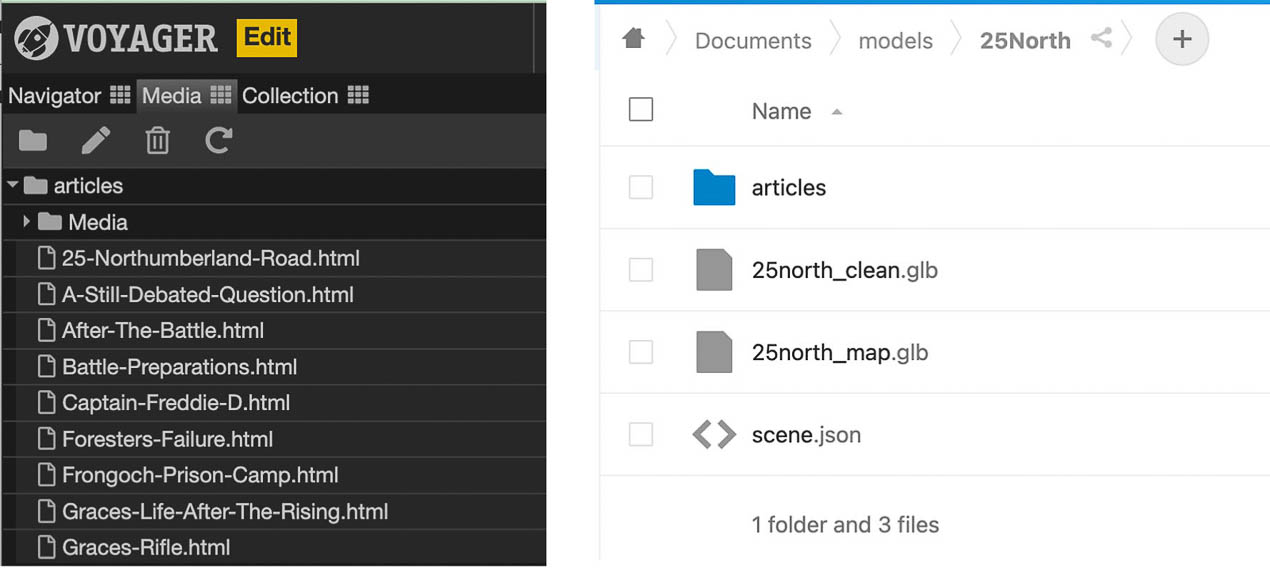 VOYAGER Edit
Navigator Media Collection
articles
Media
25-Northumberland-Road.html
A-Still-Debated-Question.html
After-The-Battle.html
Battle-Preparations.html
Captain-Freddie-D.html
Foresters-Failure.html
Frongoch-Prison-Camp.html
Graces-Life-After-The-Rising.html
Graces-Rifle.html
Documents models 25North
Name
articles
25north_clean.glb
25north_map.glb
scene.json
1 folder and 3 files